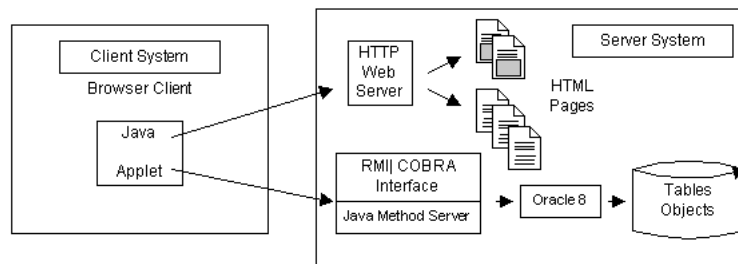 Client System
Browser Client
Java
Applet
HTTP
Web
Server
HTML
Pages
Server System
RMI| COBRA
Interface
Java Method Server
Oracle 8
Tables
Objects